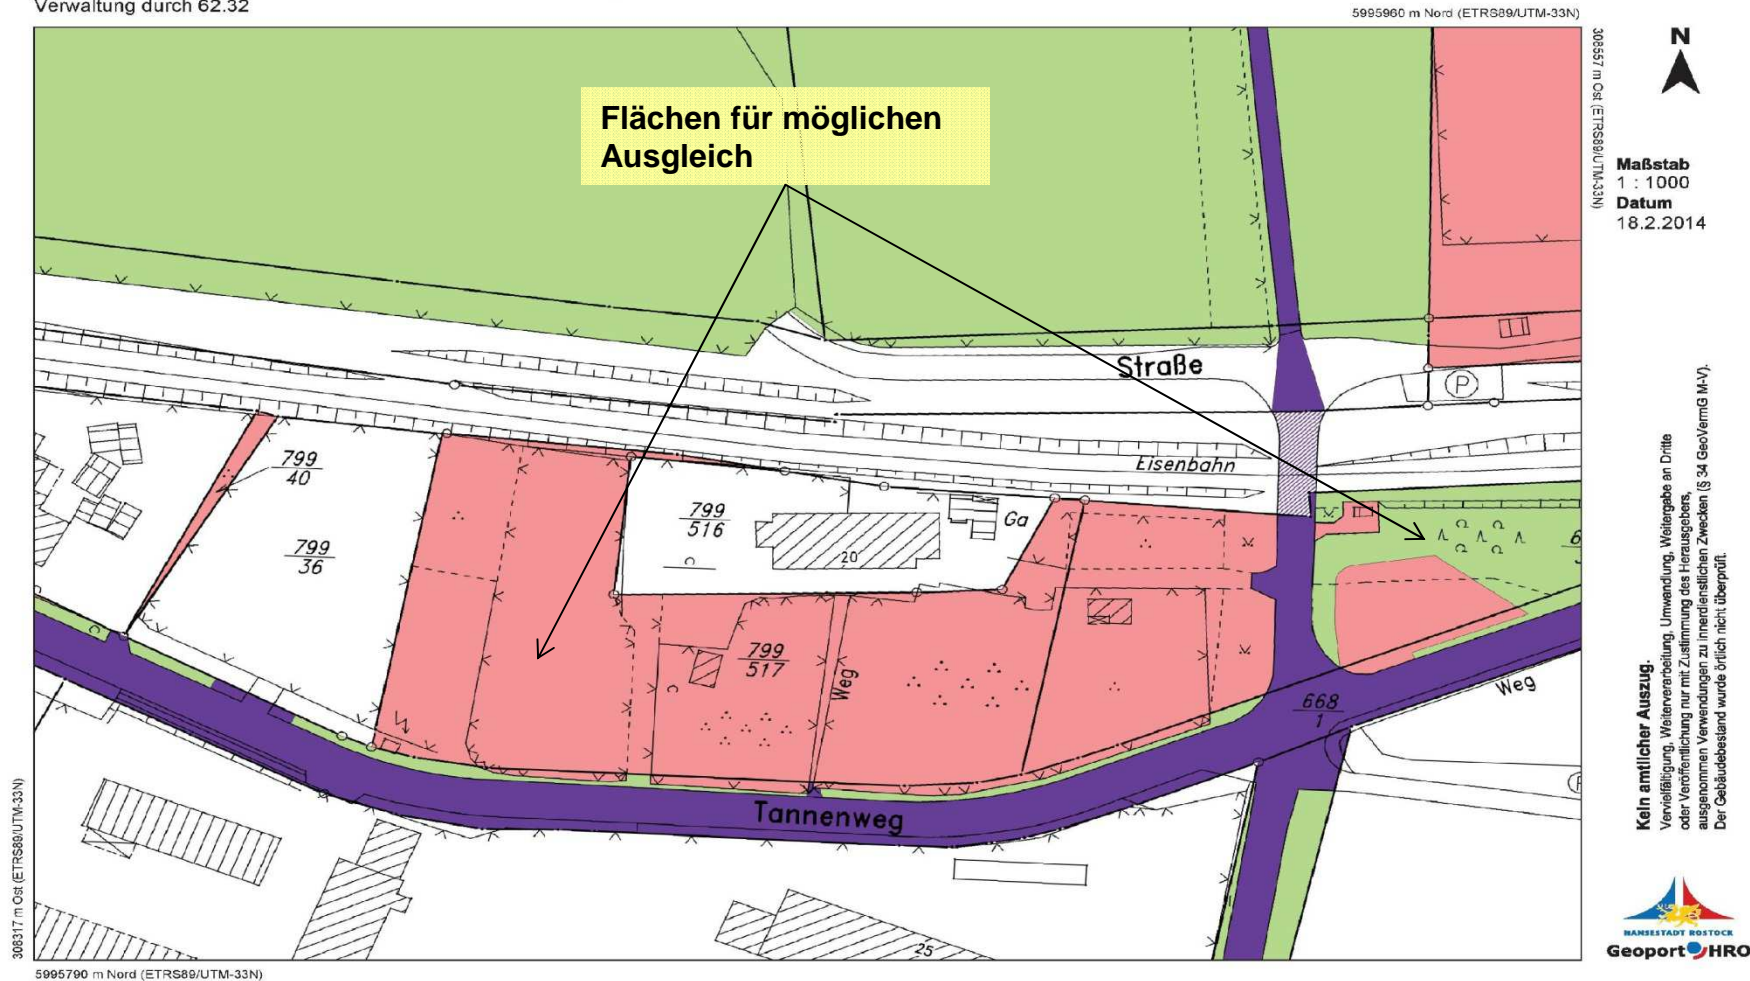 Verwaltung durch 62.32
5995960 m Nord (ETRS89/UTM-33N)
308557 m Ost (ETRS89/UTM-33N)
N
Maßstab
1 : 1000
Datum
18.2.2014
Flächen für möglichen
Ausgleich
Straße
P
Eisenbahn
799
40
799
36
799
516
20
Ga
799
517
Weg
6
668
1
Weg
Tannenweg
25
Kein amtlicher Auszug.
Vervielfältigung, Weiterverarbeitung, Umwandlung, Weitergabe an Dritte
oder Veröffentlichung nur mit Zustimmung des Herausgebers,
ausgenommen Verwendungen zu innerdienstlichen Zwecken (§ 34 GeoVermG M-V).
Der Gebäudebestand wurde örtlich nicht überprüft.
HANSESTADT ROSTOCK
Geoport HRO
308317 m Ost (ETRS89/UTM-33N)
5995790 m Nord (ETRS89/UTM-33N)